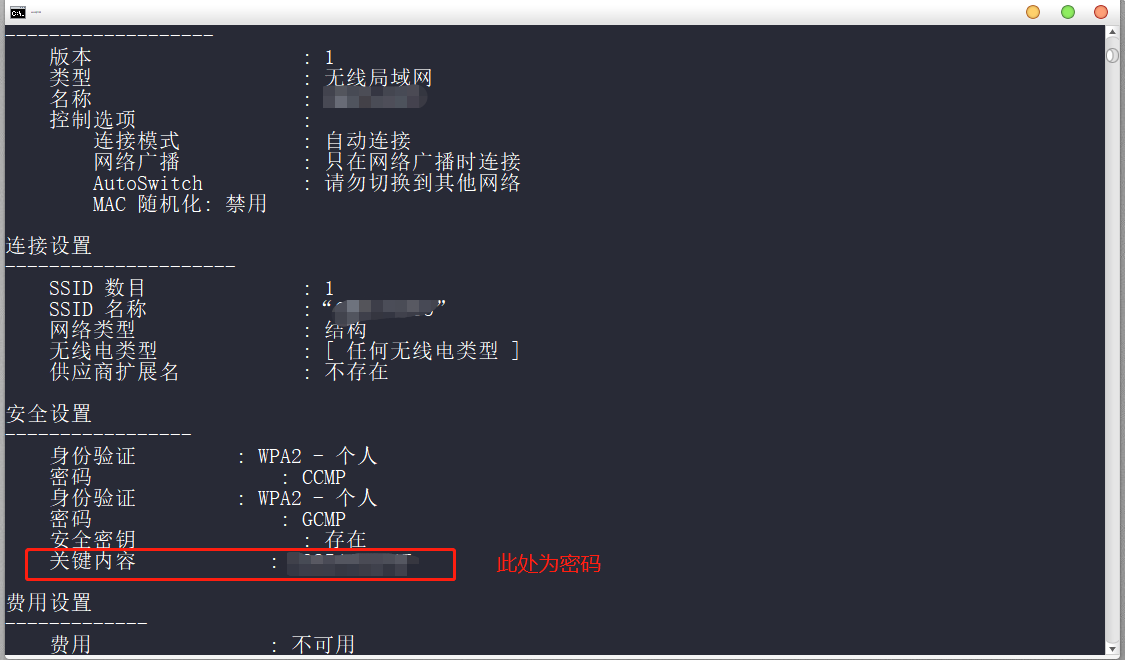 -------------------
版本 : 1
类型 : 无线局域网
名称 :
控制选项 :
连接模式 : 自动连接
网络广播 : 只在网络广播时连接
AutoSwitch : 请勿切换到其他网络
MAC 随机化: 禁用
连接设置
---------------------
SSID 数目 : 1
SSID 名称 : “ ”
网络类型 : 结构
无线电类型 : [ 任何无线电类型 ]
供应商扩展名 : 不存在
安全设置
-----------------
身份验证 : WPA2 - 个人
密码 : CCMP
身份验证 : WPA2 - 个人
密码 : GCMP
安全密钥 : 存在
关键内容 : 此处为密码
费用设置
-------------
费用 : 不可用